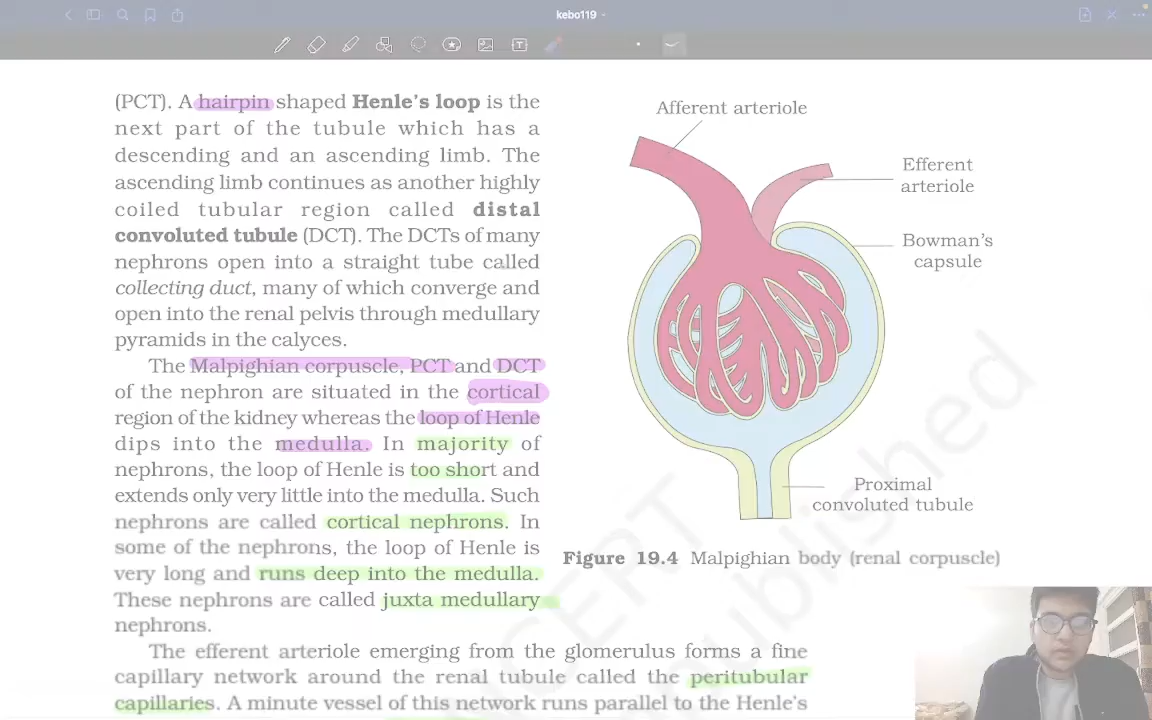 kebo119
(PCT). A hairpin shaped Henle's loop is the
next part of the tubule which has a
descending and an ascending limb. The
ascending limb continues as another highly
coiled tubular region called distal
convoluted tubule (DCT). The DCTs of many
nephrons open into a straight tube called
collecting duct, many of which converge and
open into the renal pelvis through medullary
pyramids in the calyces.
The Malpighian corpuscle, PCT and DCT
of the nephron are situated in the cortical
region of the kidney whereas the loop of Henle
dips into the medulla. In majority of
nephrons, the loop of Henle is too short and
extends only very little into the medulla. Such
nephrons are called cortical nephrons. In
some of the nephrons, the loop of Henle is
very long and runs deep into the medulla.
These nephrons are called juxta medullary
nephrons.
The efferent arteriole emerging from the glomerulus forms a fine
capillary network around the renal tubule called the peritubular
capillaries. A minute vessel of this network runs parallel to the Henle's
Afferent arteriole
Efferent
arteriole
Bowman's
capsule
Proximal
convoluted tubule
Figure 19.4 Malpighian body (renal corpuscle)
NCERT
republished